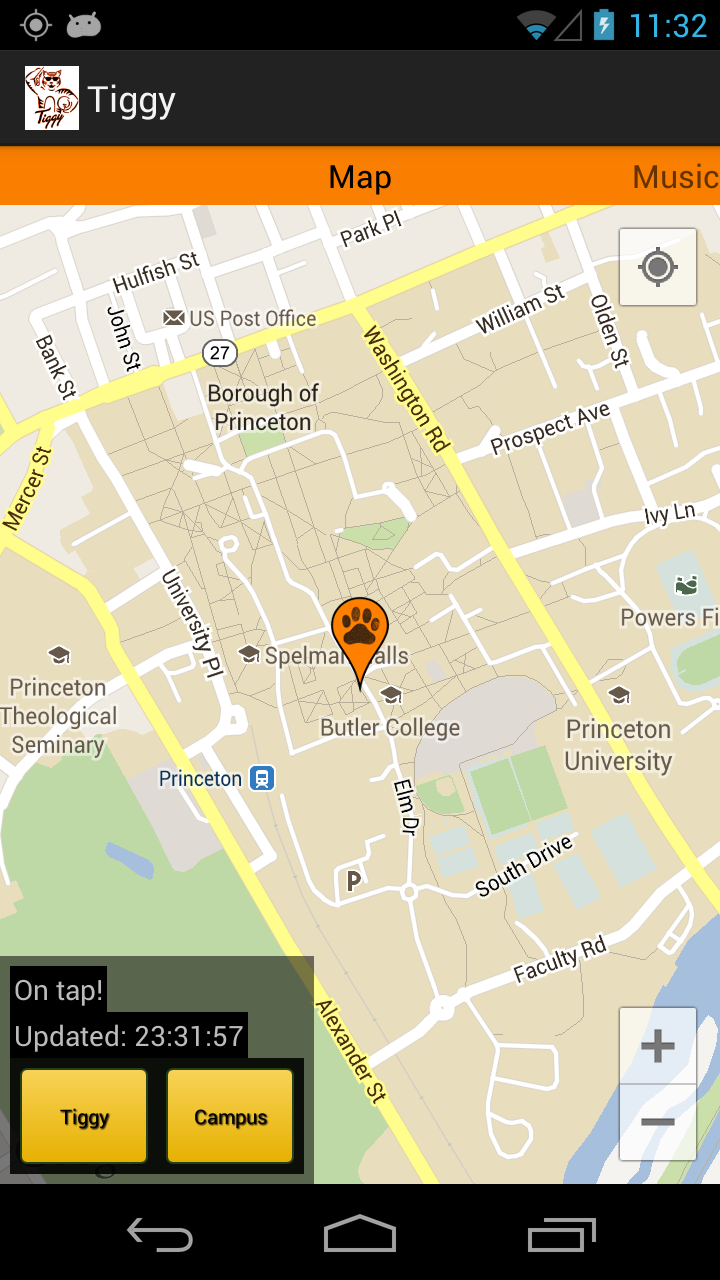 11:32
Tiggy
Tiggy
Map
Music
Park Pl
Hulfish St
US Post Office
John St
William St
Olden St
Bank St
27
Washington Rd
Borough of
Princeton
Prospect Ave
Mercer St
Ivy Ln
University Pl
Powers Fi
Spelman Halls
Princeton
Theological
Seminary
Butler College
Princeton
University
Princeton
Elm Dr
South Drive
P
Faculty Rd
On tap!
Updated: 23:31:57
Alexander St
Tiggy
Campus
+
−